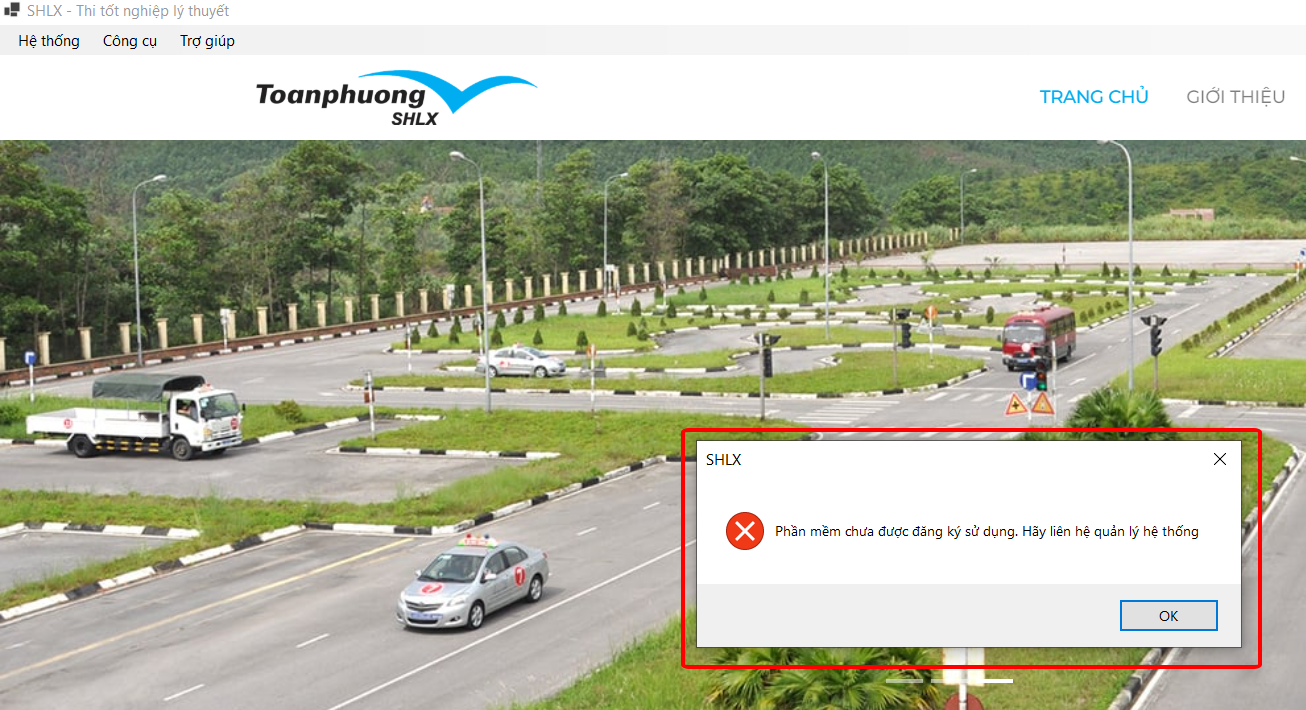 SHLX - Thi tốt nghiệp lý thuyết
Hệ thống Công cụ Trợ giúp
Toanphuong
SHLX
TRANG CHỦ GIỚI THIỆU
SHLX
Phần mềm chưa được đăng ký sử dụng. Hãy liên hệ quản lý hệ thống
OK
7